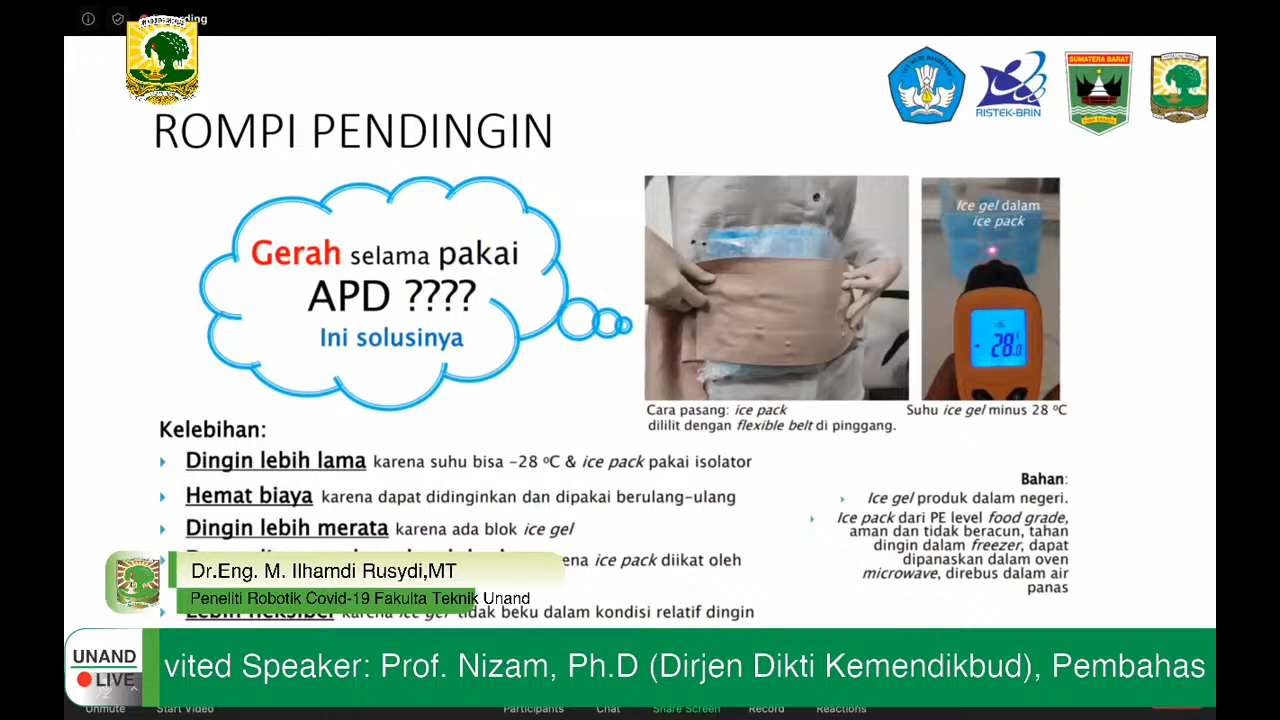 ROMPI PENDINGIN
RISTEK-BRIN
SUMATERA BARAT
Gerah selama pakai
APD ????
Ini solusinya
Ice gel dalam
ice pack
-28.0
Cara pasang: ice pack
dililit dengan flexible belt di pinggang.
Suhu ice gel minus 28 ºC
Kelebihan:
Dingin lebih lama karena suhu bisa -28 ºC & ice pack pakai isolator
Hemat biaya karena dapat didinginkan dan dipakai berulang-ulang
Dingin lebih merata karena ada blok ice gel
ice pack diikat oleh
Lebih fleksibel karena ice gel tidak beku dalam kondisi relatif dingin
Bahan:
Ice gel produk dalam negeri.
Ice pack dari PE level food grade,
aman dan tidak beracun, tahan
dingin dalam freezer, dapat
dipanaskan dalam oven
microwave, direbus dalam air
panas
Dr.Eng. M. Ilhamdi Rusydi,MT
Peneliti Robotik Covid-19 Fakulta Teknik Unand
UNAND
LIVE
vited Speaker: Prof. Nizam, Ph.D (Dirjen Dikti Kemendikbud), Pembahas
Unmute Start Video Participants Chat Share Screen Record Reactions